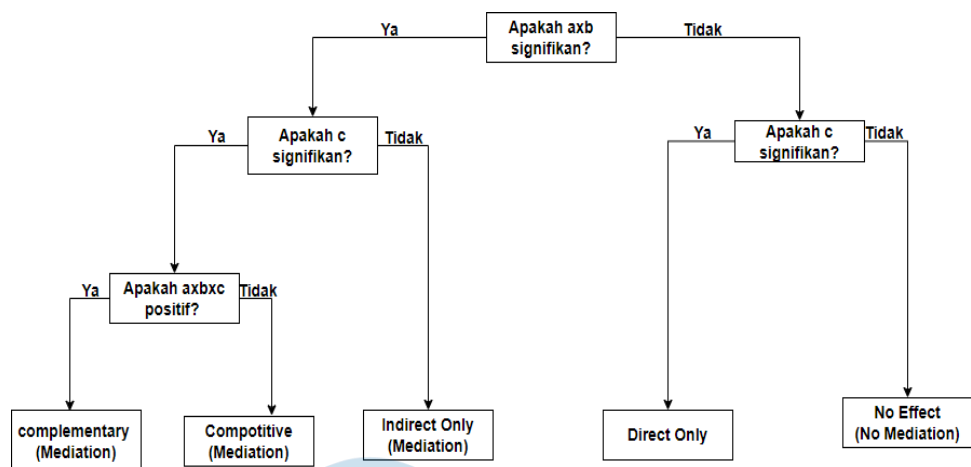 Apakah axb
signifikan?
Ya
Tidak
Apakah c
signifikan?
Ya
Tidak
Apakah c
signifikan?
Ya
Tidak
Apakah axbxc
positif?
Ya
Tidak
complementary
(Mediation)
Compotitive
(Mediation)
Indirect Only
(Mediation)
Direct Only
No Effect
(No Mediation)